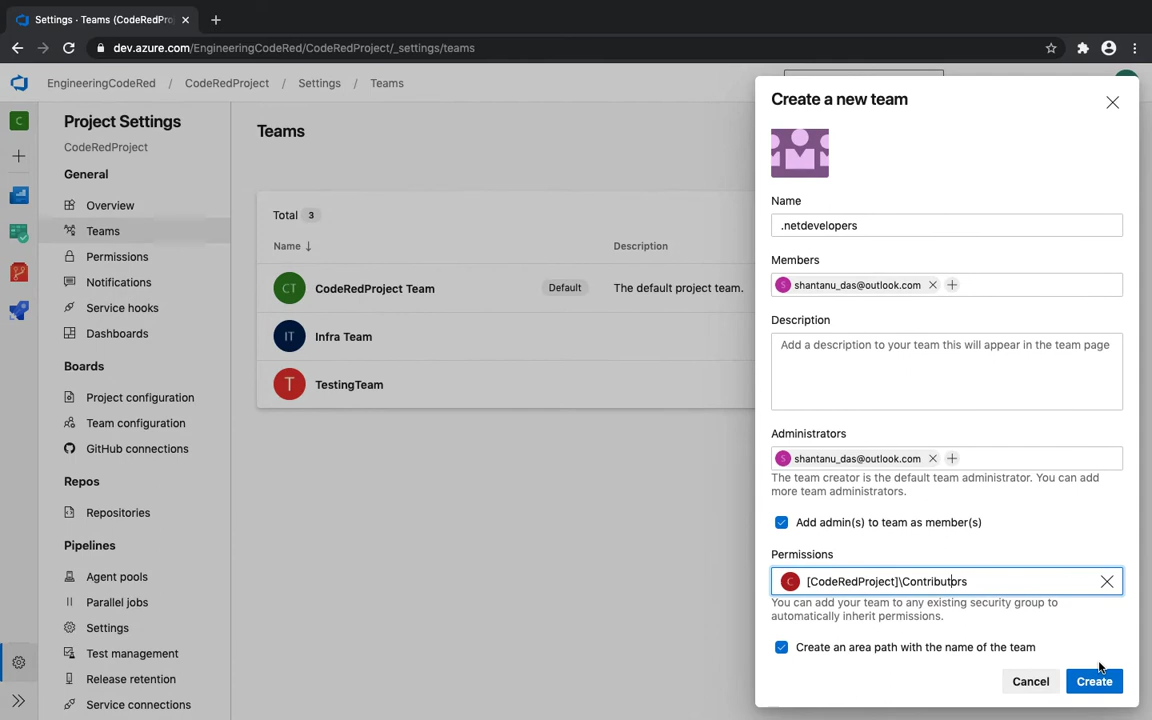 Settings · Teams (CodeRedPro
dev.azure.com/EngineeringCodeRed/CodeRedProject/_settings/teams
EngineeringCodeRed / CodeRedProject / Settings / Teams
C
Project Settings
CodeRedProject
General
Overview
Teams
Permissions
Notifications
Service hooks
Dashboards
Boards
Project configuration
Team configuration
GitHub connections
Repos
Repositories
Pipelines
Agent pools
Parallel jobs
Settings
Test management
Release retention
Service connections
Teams
Total 3
Name ↓ Description
CT CodeRedProject Team Default The default project team.
IT Infra Team
T TestingTeam
Create a new team
Name
.netdevelopers
Members
S shantanu_das@outlook.com
Description
Add a description to your team this will appear in the team page
Administrators
S shantanu_das@outlook.com
The team creator is the default team administrator. You can add
more team administrators.
Add admin(s) to team as member(s)
Permissions
C [CodeRedProject]\Contributors
You can add your team to any existing security group to
automatically inherit permissions.
Create an area path with the name of the team
Cancel Create